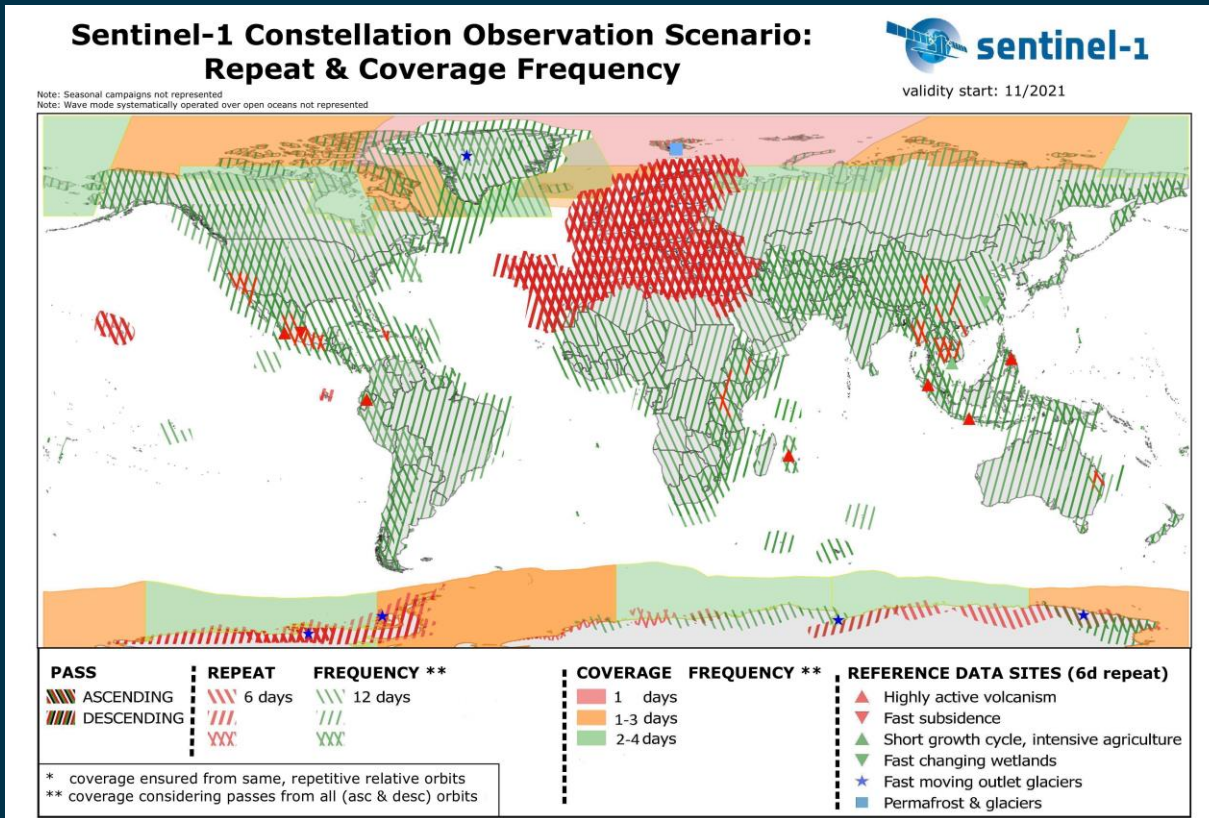 Sentinel-1 Constellation Observation Scenario:
Repeat & Coverage Frequency
sentinel-1
validity start: 11/2021
Note: Seasonal campaigns not represented
Note: Wave mode systematically operated over open oceans not represented
PASS
ASCENDING
DESCENDING
REPEAT FREQUENCY **
6 days 12 days
COVERAGE FREQUENCY **
1 days
1-3 days
2-4 days
REFERENCE DATA SITES (6d repeat)
Highly active volcanism
Fast subsidence
Short growth cycle, intensive agriculture
Fast changing wetlands
Fast moving outlet glaciers
Permafrost & glaciers
* coverage ensured from same, repetitive relative orbits
** coverage considering passes from all (asc & desc) orbits